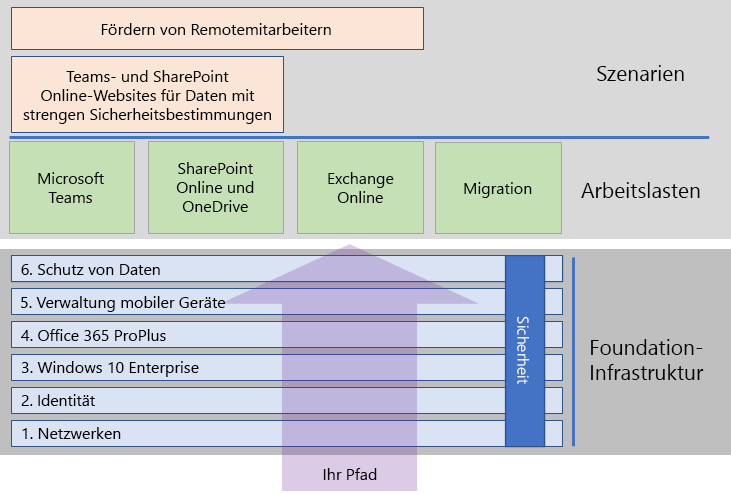 Fördern von Remotemitarbeitern
Teams- und SharePoint
Online-Websites für Daten mit
strengen Sicherheitsbestimmungen
Szenarien
Microsoft
Teams
SharePoint
Online und
OneDrive
Exchange
Online
Migration
Arbeitslasten
6. Schutz von Daten
5. Verwaltung mobiler Geräte
4. Office 365 ProPlus
3. Windows 10 Enterprise
2. Identität
1. Netzwerken
Sicherheit
Foundation-
Infrastruktur
Ihr Pfad